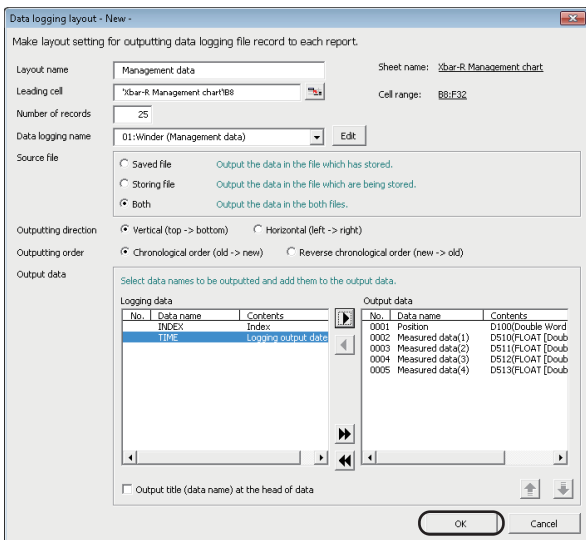 Data logging layout - New -
Make layout setting for outputting data logging file record to each report.
Layout name Management data Sheet name: Xbar-R Management chart
Leading cell 'Xbar-R Management chart'!B8 Cell range: B8:F32
Number of records 25
Data logging name 01:Winder (Management data) Edit
Source file
Saved file Output the data in the file which has stored.
Storing file Output the data in the file which are being stored.
Both Output the data in the both files.
Outputting direction Vertical (top -> bottom) Horizontal (left -> right)
Outputting order Chronological order (old -> new) Reverse chronological order (new -> old)
Output data
Select data names to be outputted and add them to the output data.
Logging data Output data
No. Data name Contents No. Data name Contents
INDEX Index 0001 Position D100(Double Word
TIME Logging output date 0002 Measured data(1) D510(FLOAT [Doub
0003 Measured data(2) D511(FLOAT [Doub
0004 Measured data(3) D512(FLOAT [Doub
0005 Measured data(4) D513(FLOAT [Doub
Output title (data name) at the head of data
OK Cancel